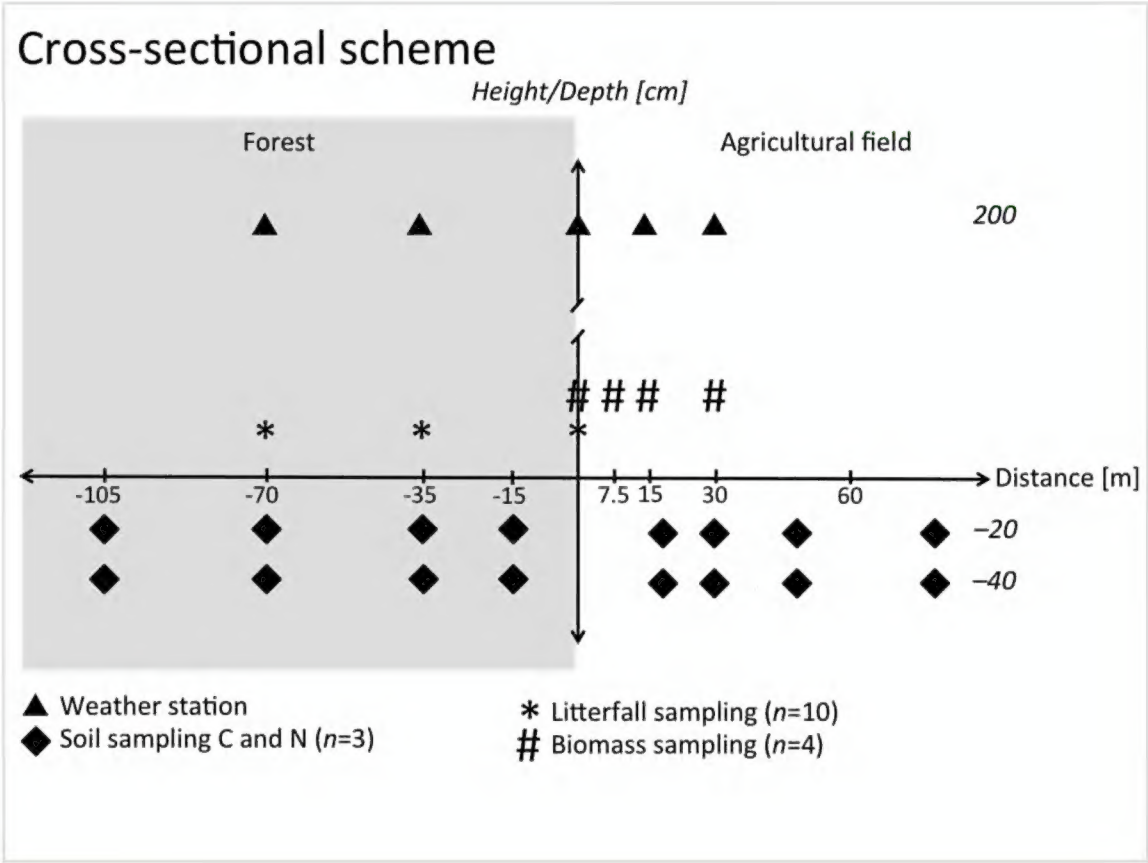 Cross-sectional scheme
Height/Depth [cm]
Forest
Agricultural field
200
# # # #
* * *
-105 -70 -35 -15 7.5 15 30 60 Distance [m]
–20
–40
Weather station
Soil sampling C and N (n=3)
* Litterfall sampling (n=10)
# Biomass sampling (n=4)